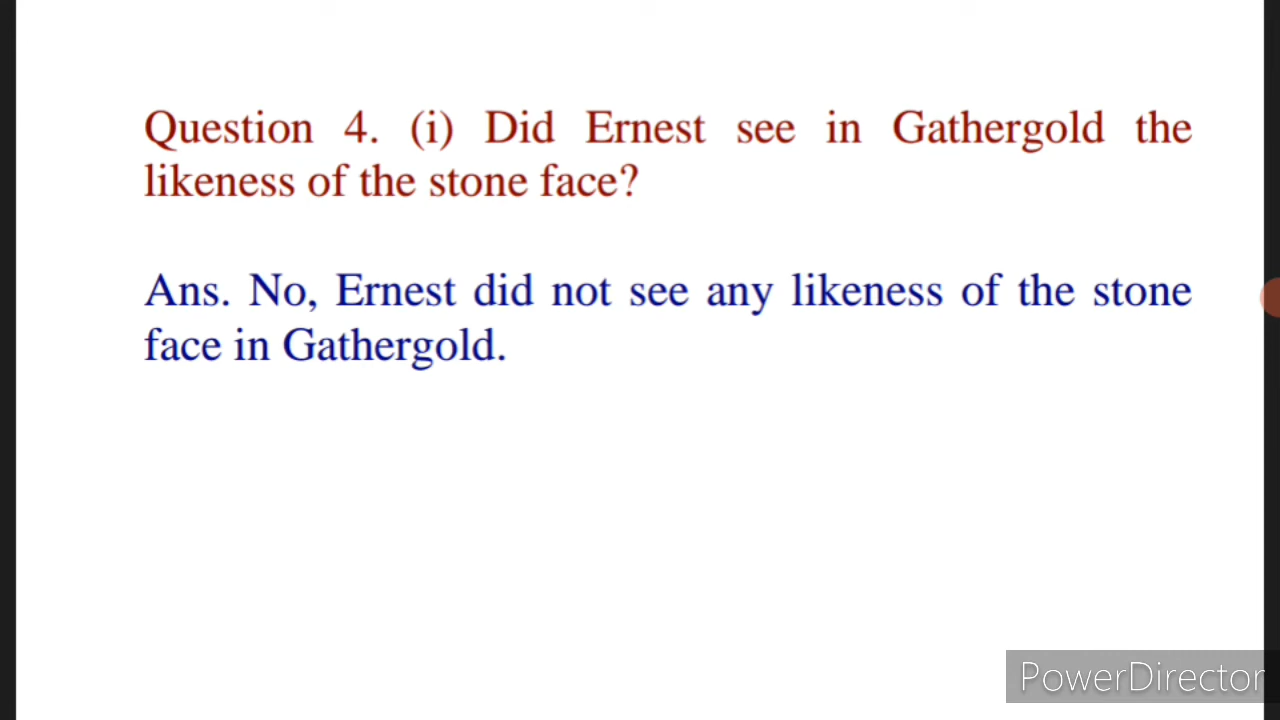 Question 4. (i) Did Ernest see in Gathergold the
likeness of the stone face?
Ans. No, Ernest did not see any likeness of the stone
face in Gathergold.
PowerDirector